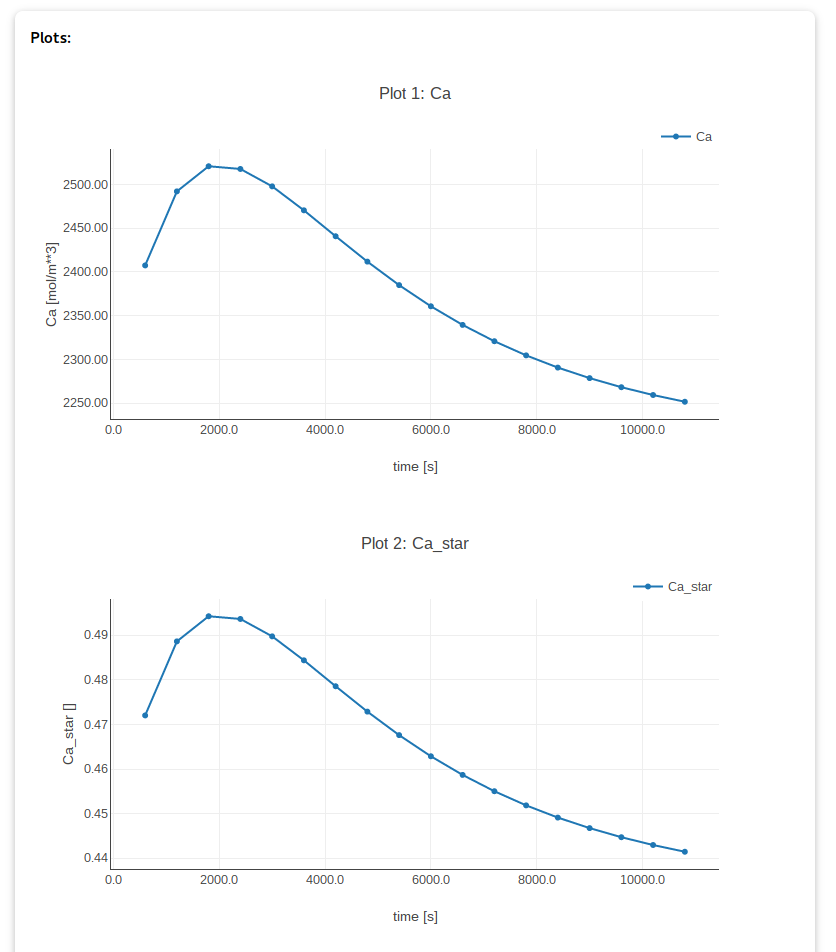 Plots:
Plot 1: Ca
Ca
2500.00
2450.00
2400.00
2350.00
2300.00
2250.00
Ca [mol/m**3]
0.0 2000.0 4000.0 6000.0 8000.0 10000.0
time [s]
Plot 2: Ca_star
Ca_star
0.49
0.48
0.47
0.46
0.45
0.44
Ca_star []
0.0 2000.0 4000.0 6000.0 8000.0 10000.0
time [s]